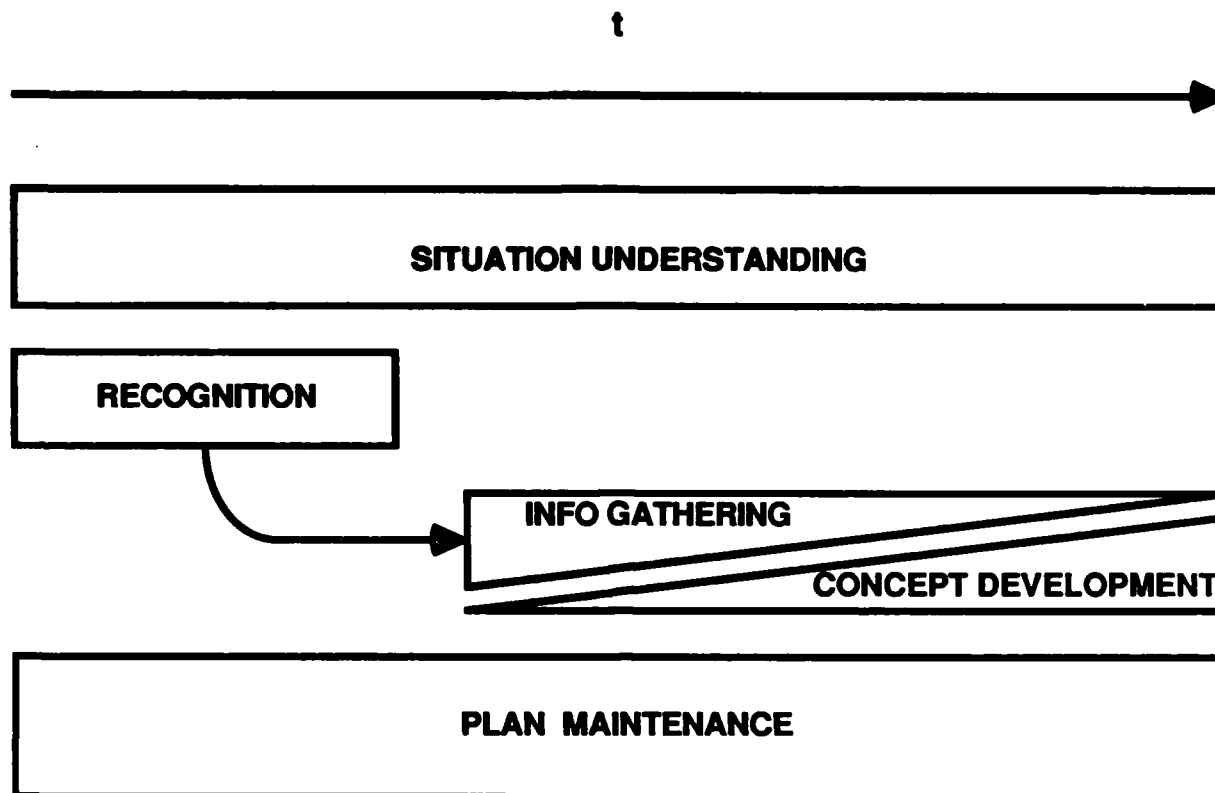 t
SITUATION UNDERSTANDING
RECOGNITION
INFO GATHERING
CONCEPT DEVELOPMENT
PLAN MAINTENANCE